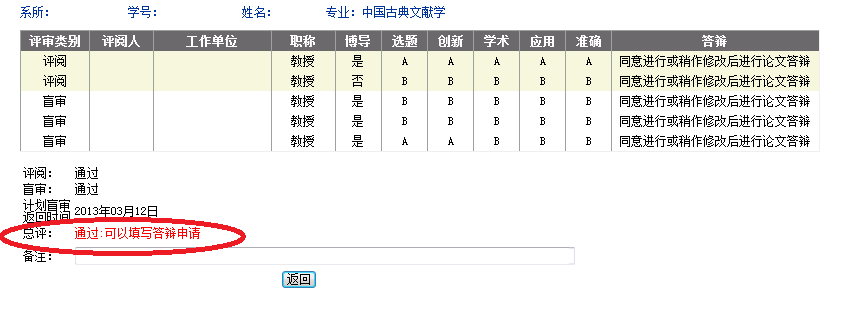 系所： 学号： 姓名： 专业：中国古典文献学
评审类别 评阅人 工作单位 职称 博导 选题 创新 学术 应用 准确 答辩
评阅 教授 是 A A A A A 同意进行或稍作修改后进行论文答辩
评阅 教授 否 B B B B B 同意进行或稍作修改后进行论文答辩
盲审 教授 是 B B B B B 同意进行或稍作修改后进行论文答辩
盲审 教授 是 B B B B B 同意进行或稍作修改后进行论文答辩
盲审 教授 是 A A B B B 同意进行或稍作修改后进行论文答辩
评阅： 通过
盲审： 通过
计划盲审
返回时间 2013年03月12日
总评： 通过:可以填写答辩申请
备注：
返回